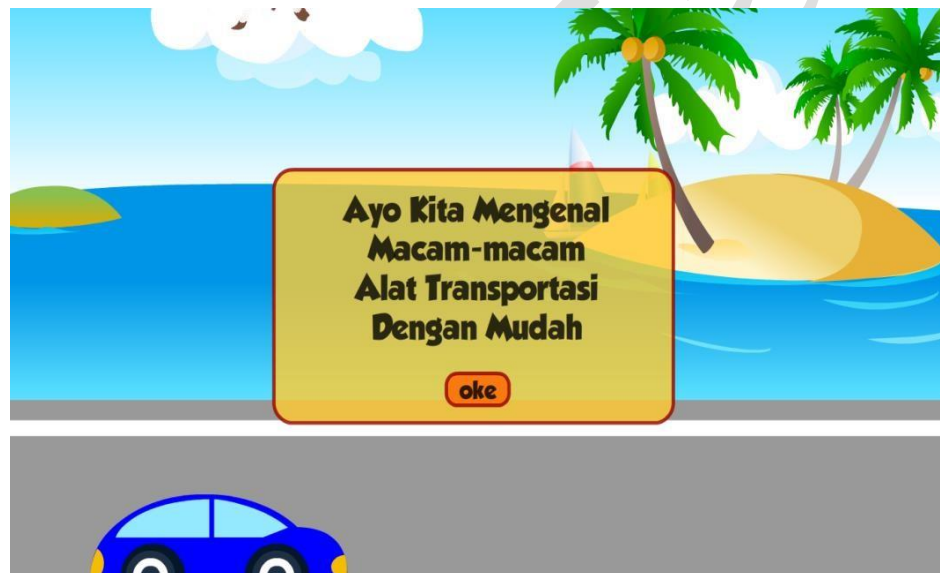 Ayo Kita Mengenal
Macam-macam
Alat Transportasi
Dengan Mudah
oke